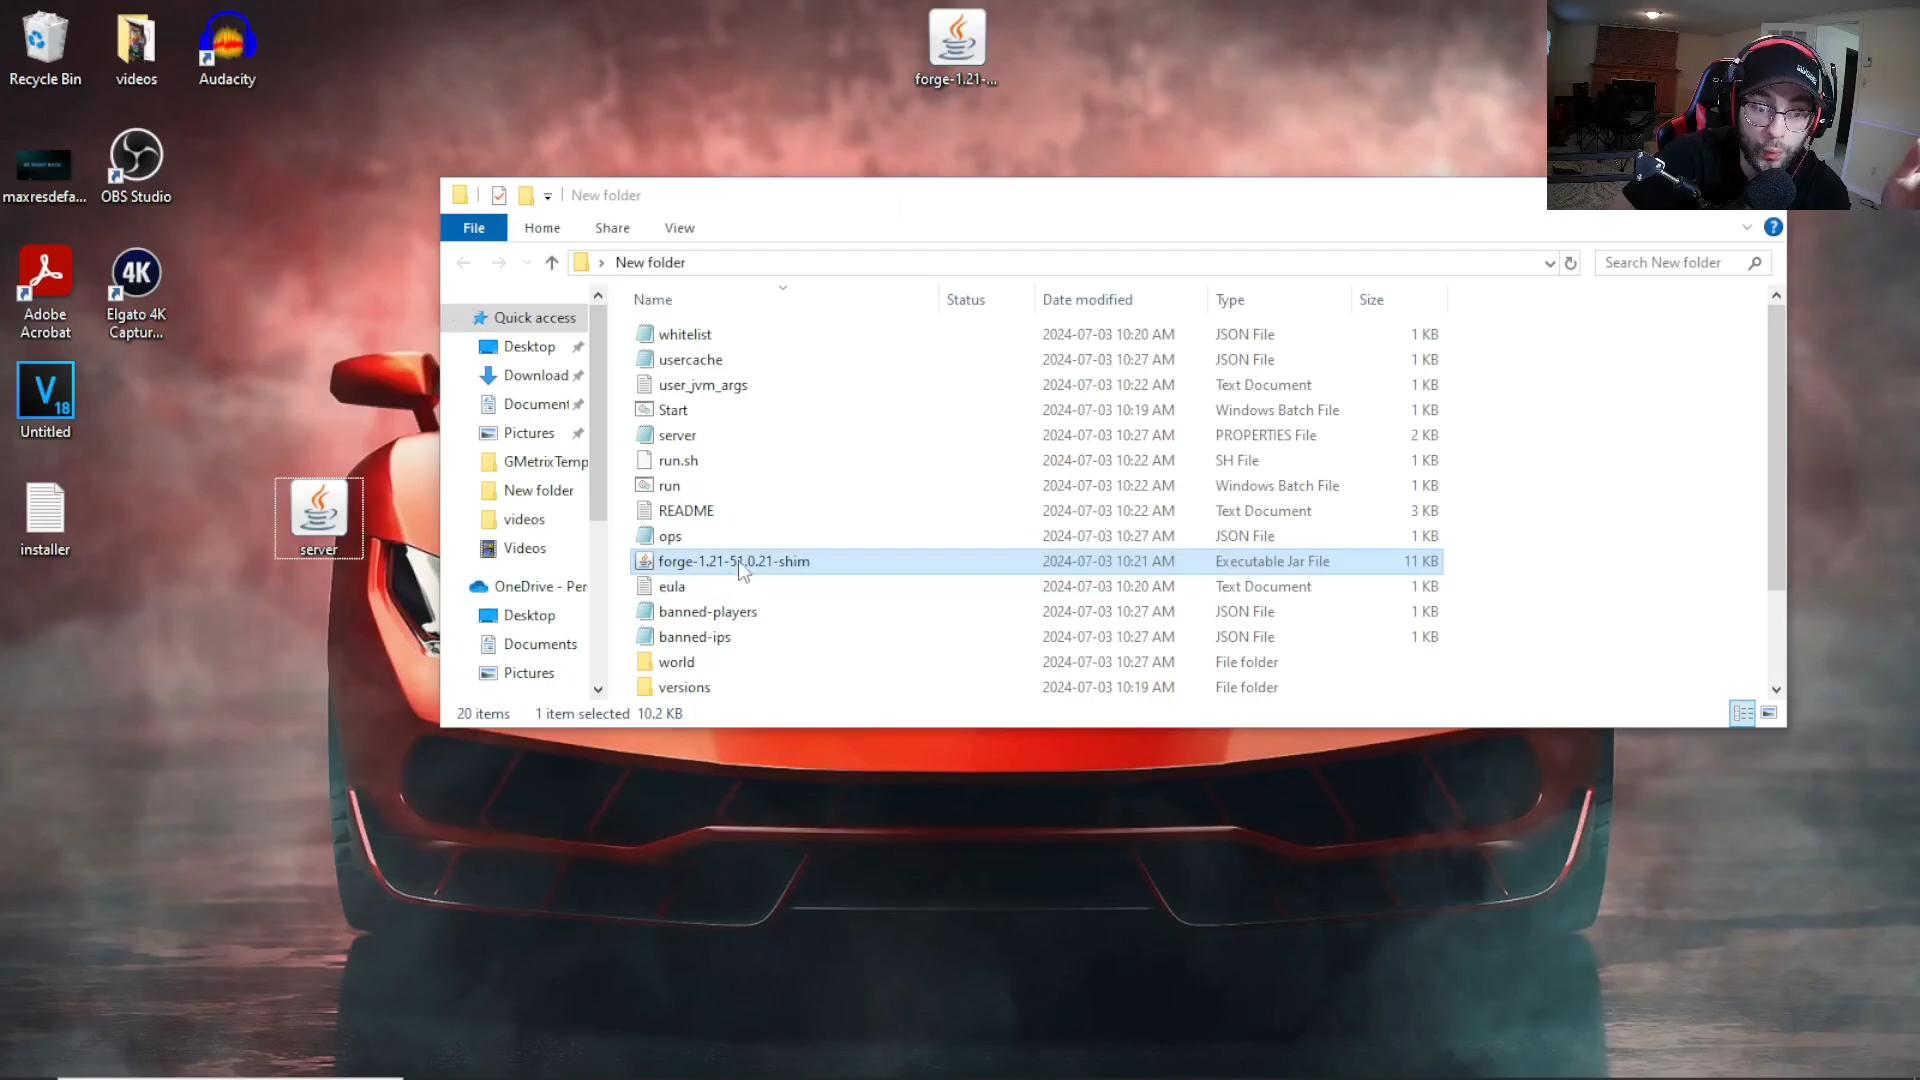 Recycle Bin
videos
Audacity
forge-1.21-...
maxresdefa...
OBS Studio
4K
Adobe
Acrobat
Elgato 4K
Captur...
V 18
Untitled
installer
server
New folder
File
Home
Share
View
?
New folder
Search New folder
Name
Status
Date modified
Type
Size
Quick access
Desktop
Download
Document
Pictures
GMetrixTemp
New folder
videos
Videos
OneDrive - Per
Desktop
Documents
Pictures
whitelist 2024-07-03 10:20 AM JSON File 1 KB
usercache 2024-07-03 10:27 AM JSON File 1 KB
user_jvm_args 2024-07-03 10:22 AM Text Document 1 KB
Start 2024-07-03 10:19 AM Windows Batch File 1 KB
server 2024-07-03 10:27 AM PROPERTIES File 2 KB
run.sh 2024-07-03 10:22 AM SH File 1 KB
run 2024-07-03 10:22 AM Windows Batch File 1 KB
README 2024-07-03 10:22 AM Text Document 3 KB
ops 2024-07-03 10:27 AM JSON File 1 KB
forge-1.21-51.0.21-shim 2024-07-03 10:21 AM Executable Jar File 11 KB
eula 2024-07-03 10:20 AM Text Document 1 KB
banned-players 2024-07-03 10:27 AM JSON File 1 KB
banned-ips 2024-07-03 10:27 AM JSON File 1 KB
world 2024-07-03 10:27 AM File folder
versions 2024-07-03 10:19 AM File folder
20 items
1 item selected 10.2 KB